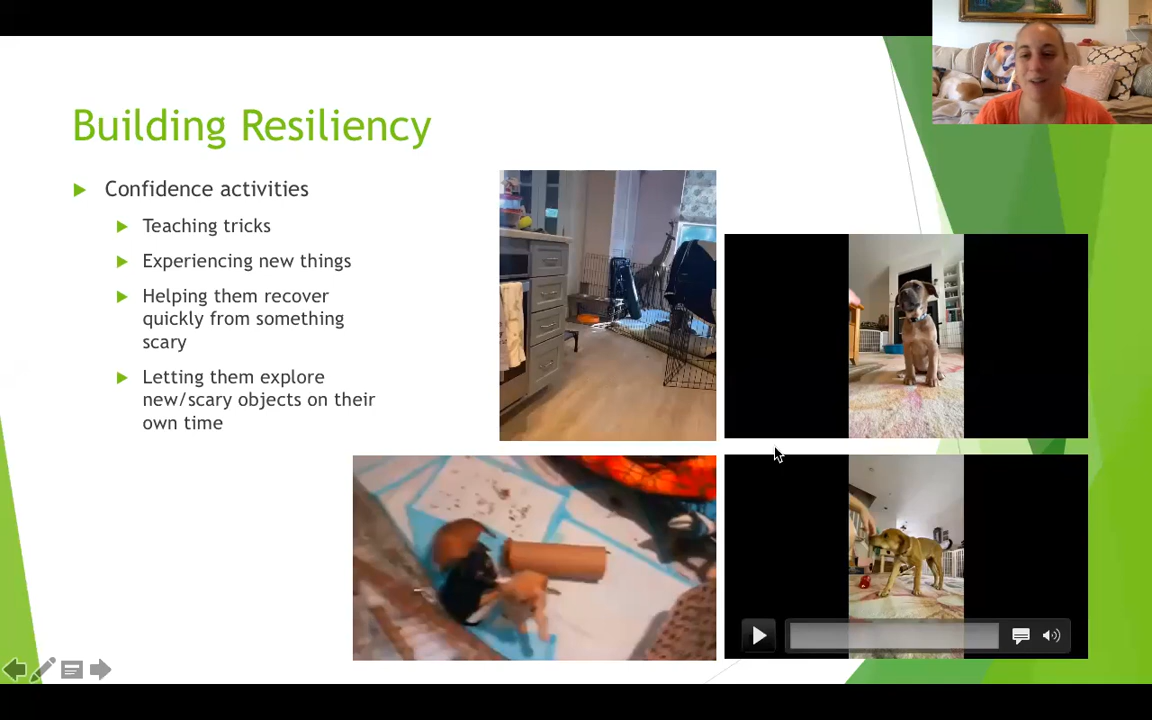 Building Resiliency
Confidence activities
Teaching tricks
Experiencing new things
Helping them recover
quickly from something
scary
Letting them explore
new/scary objects on their
own time